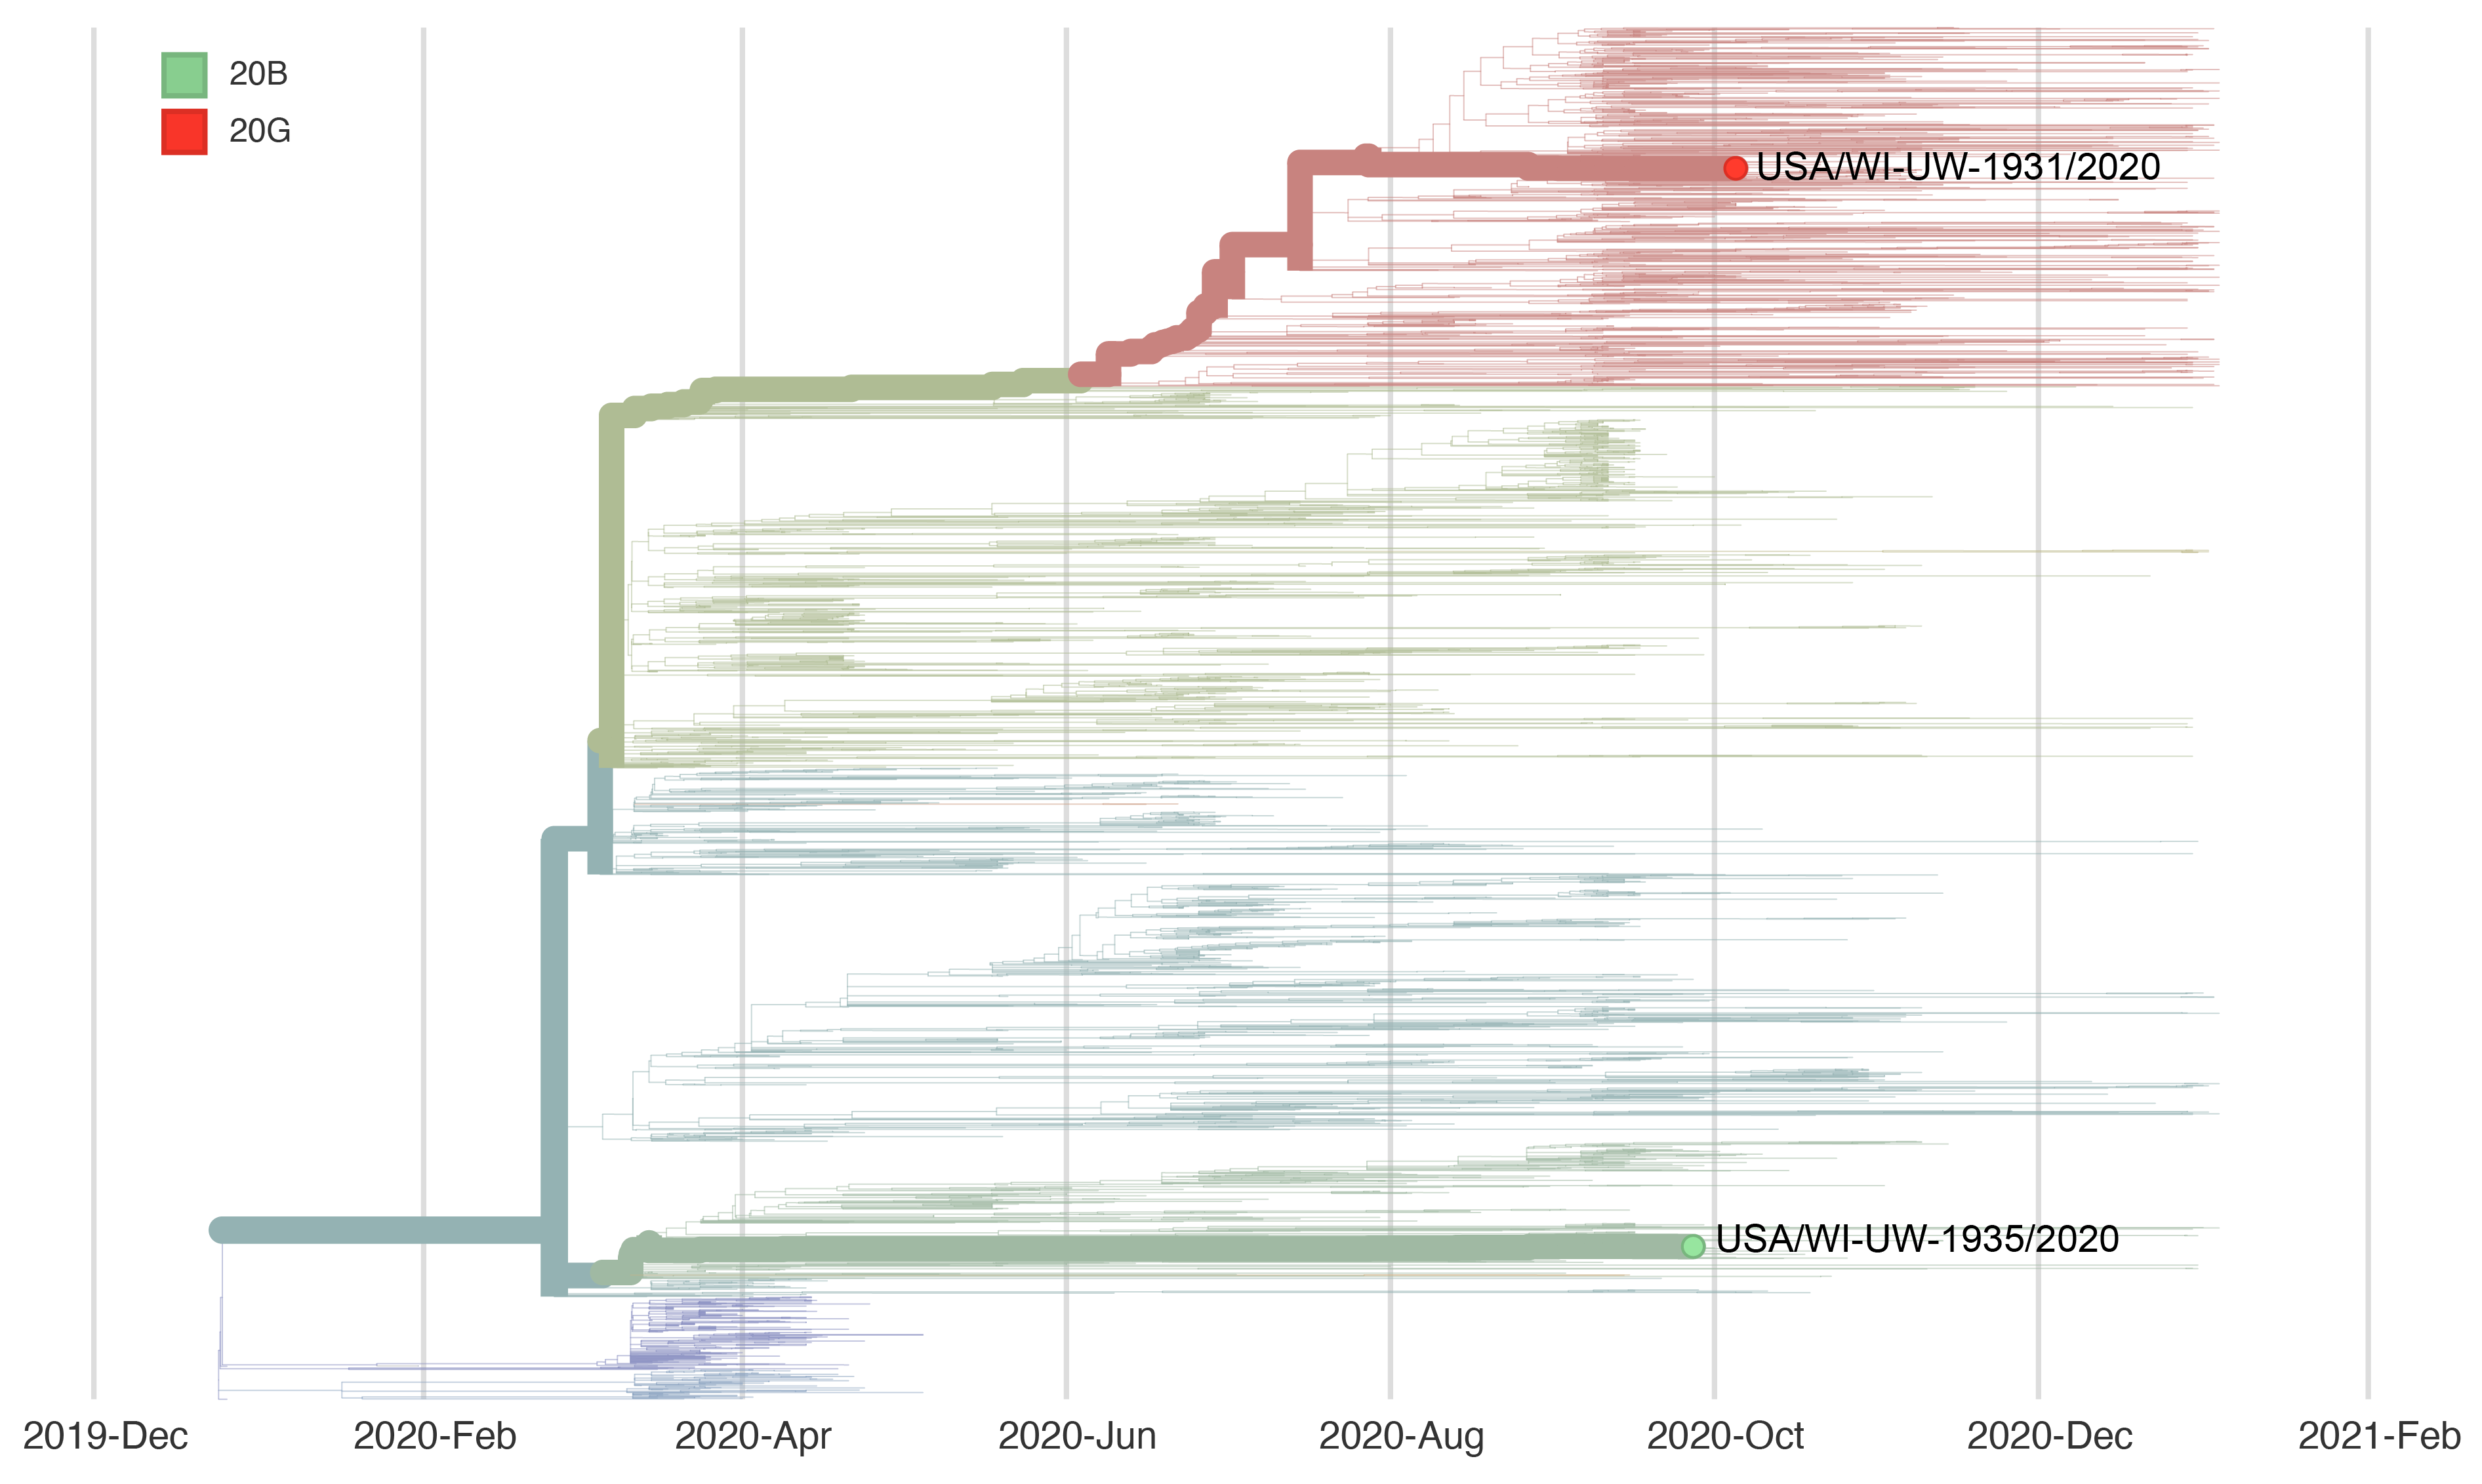 20B
20G
USA/WI-UW-1931/2020
USA/WI-UW-1935/2020
2019-Dec 2020-Feb 2020-Apr 2020-Jun 2020-Aug 2020-Oct 2020-Dec 2021-Feb